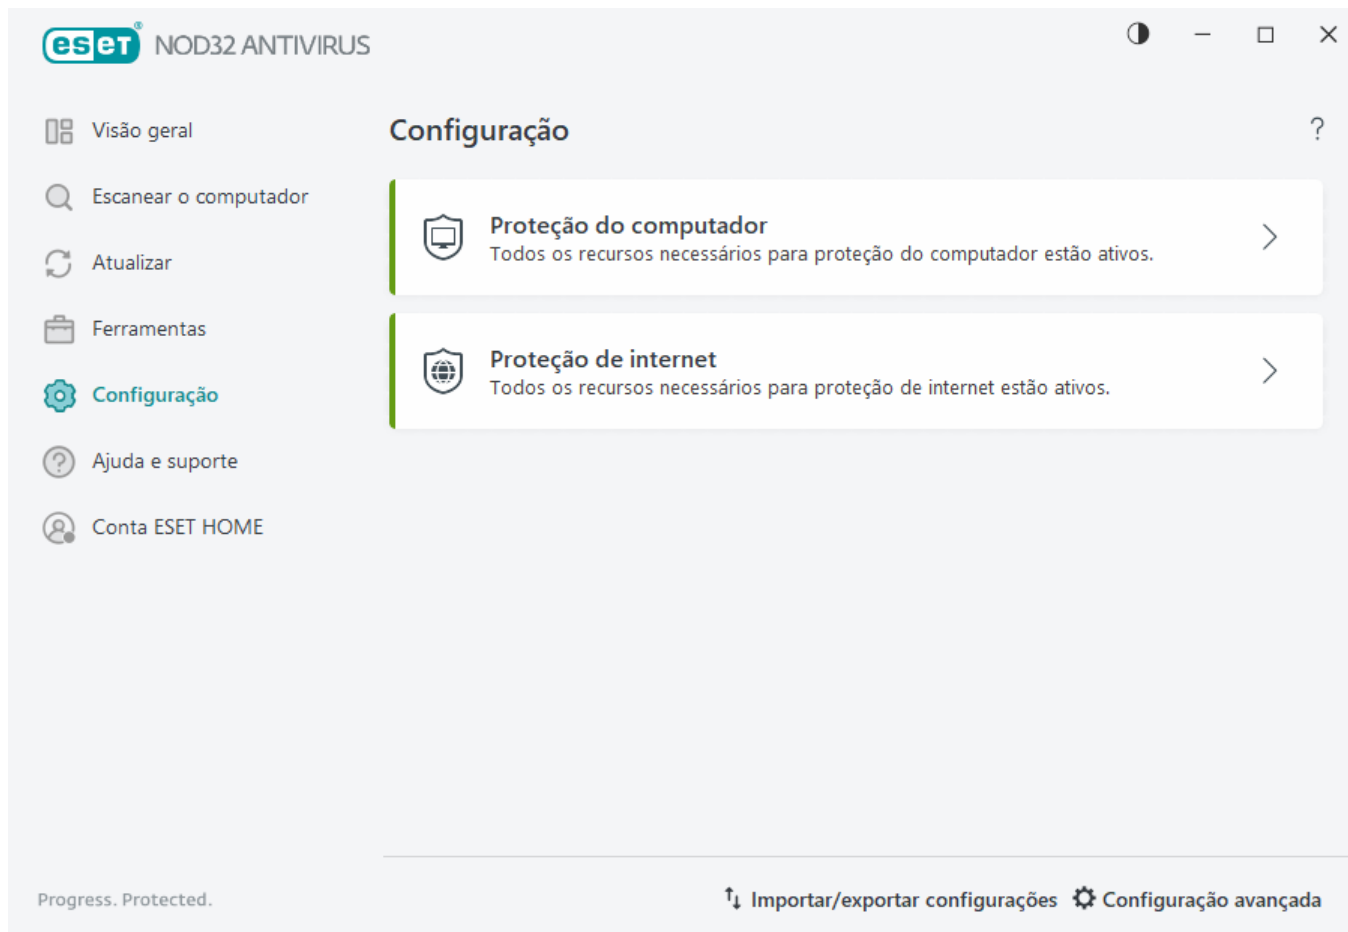 eset® NOD32 ANTIVIRUS
Visão geral
Escanear o computador
Atualizar
Ferramentas
Configuração
Ajuda e suporte
Conta ESET HOME
Configuração
?
Proteção do computador
Todos os recursos necessários para proteção do computador estão ativos.
Proteção de internet
Todos os recursos necessários para proteção de internet estão ativos.
Progress. Protected.
Importar/exportar configurações
Configuração avançada